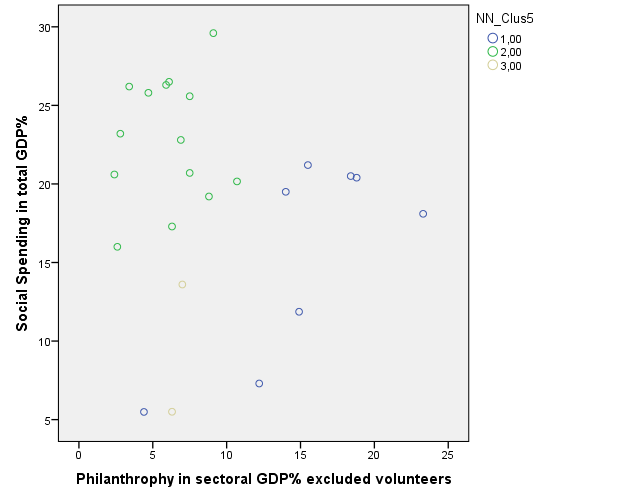 NN_Clus5
1,00
2,00
3,00
Social Spending in total GDP%
30
25
20
15
10
5
0 5 10 15 20 25
Philanthrophy in sectoral GDP% excluded volunteers